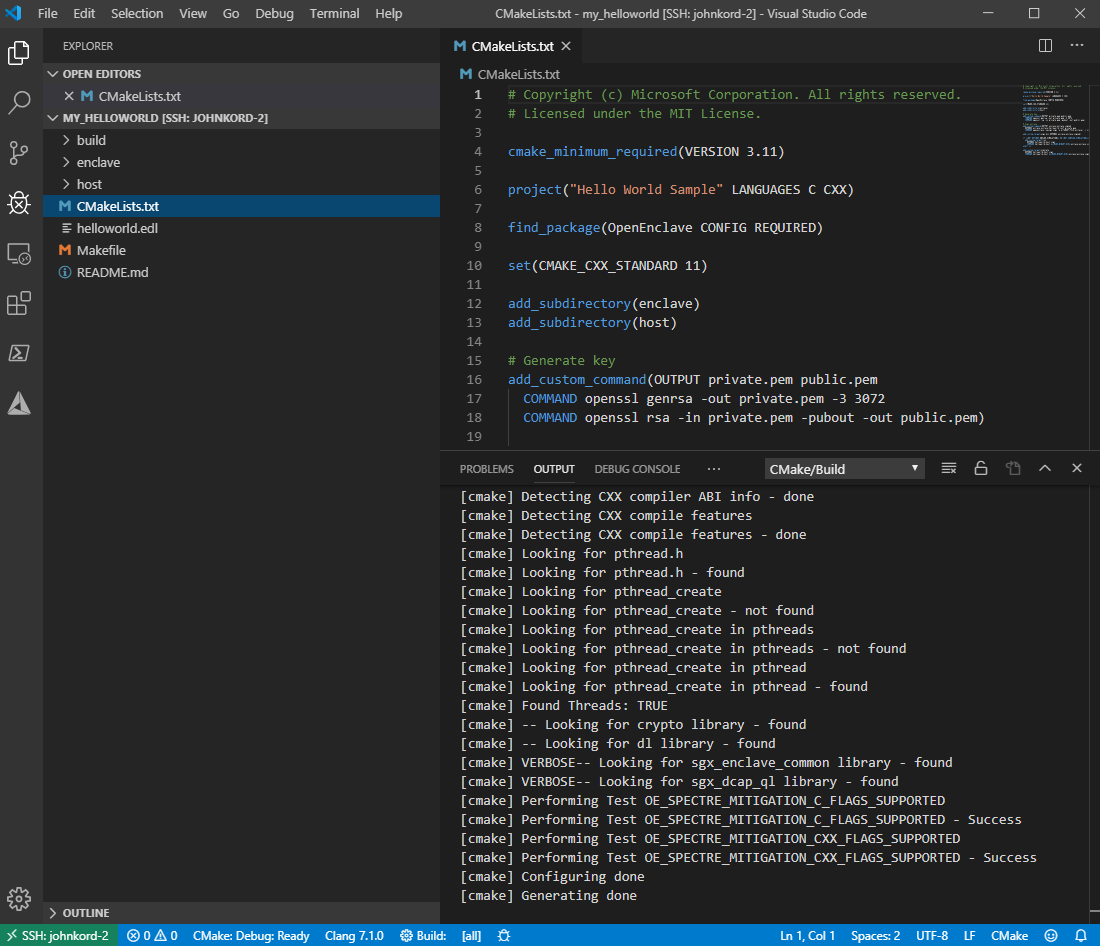 File Edit Selection View Go Debug Terminal Help CMakeLists.txt - my_helloworld [SSH: johnkord-2] - Visual Studio Code
EXPLORER
OPEN EDITORS
CMakeLists.txt
MY_HELLOWORLD [SSH: JOHNKORD-2]
build
enclave
host
CMakeLists.txt
helloworld.edl
Makefile
README.md
OUTLINE
CMakeLists.txt
CMakeLists.txt
1 # Copyright (c) Microsoft Corporation. All rights reserved.
2 # Licensed under the MIT License.
3
4 cmake_minimum_required(VERSION 3.11)
5
6 project("Hello World Sample" LANGUAGES C CXX)
7
8 find_package(OpenEnclave CONFIG REQUIRED)
9
10 set(CMAKE_CXX_STANDARD 11)
11
12 add_subdirectory(enclave)
13 add_subdirectory(host)
14
15 # Generate key
16 add_custom_command(OUTPUT private.pem public.pem
17 COMMAND openssl genrsa -out private.pem -3 3072
18 COMMAND openssl rsa -in private.pem -pubout -out public.pem)
19
PROBLEMS OUTPUT DEBUG CONSOLE ··· CMake/Build
[cmake] Detecting CXX compiler ABI info - done
[cmake] Detecting CXX compile features
[cmake] Detecting CXX compile features - done
[cmake] Looking for pthread.h
[cmake] Looking for pthread.h - found
[cmake] Looking for pthread_create
[cmake] Looking for pthread_create - not found
[cmake] Looking for pthread_create in pthreads
[cmake] Looking for pthread_create in pthreads - not found
[cmake] Looking for pthread_create in pthread
[cmake] Looking for pthread_create in pthread - found
[cmake] Found Threads: TRUE
[cmake] -- Looking for crypto library - found
[cmake] -- Looking for dl library - found
[cmake] VERBOSE-- Looking for sgx_enclave_common library - found
[cmake] VERBOSE-- Looking for sgx_dcap_ql library - found
[cmake] Performing Test OE_SPECTRE_MITIGATION_C_FLAGS_SUPPORTED
[cmake] Performing Test OE_SPECTRE_MITIGATION_C_FLAGS_SUPPORTED - Success
[cmake] Performing Test OE_SPECTRE_MITIGATION_CXX_FLAGS_SUPPORTED
[cmake] Performing Test OE_SPECTRE_MITIGATION_CXX_FLAGS_SUPPORTED - Success
[cmake] Configuring done
[cmake] Generating done
SSH: johnkord-2 0 0 CMake: Debug: Ready Clang 7.1.0 Build: [all] Ln 1, Col 1 Spaces: 2 UTF-8 LF CMake